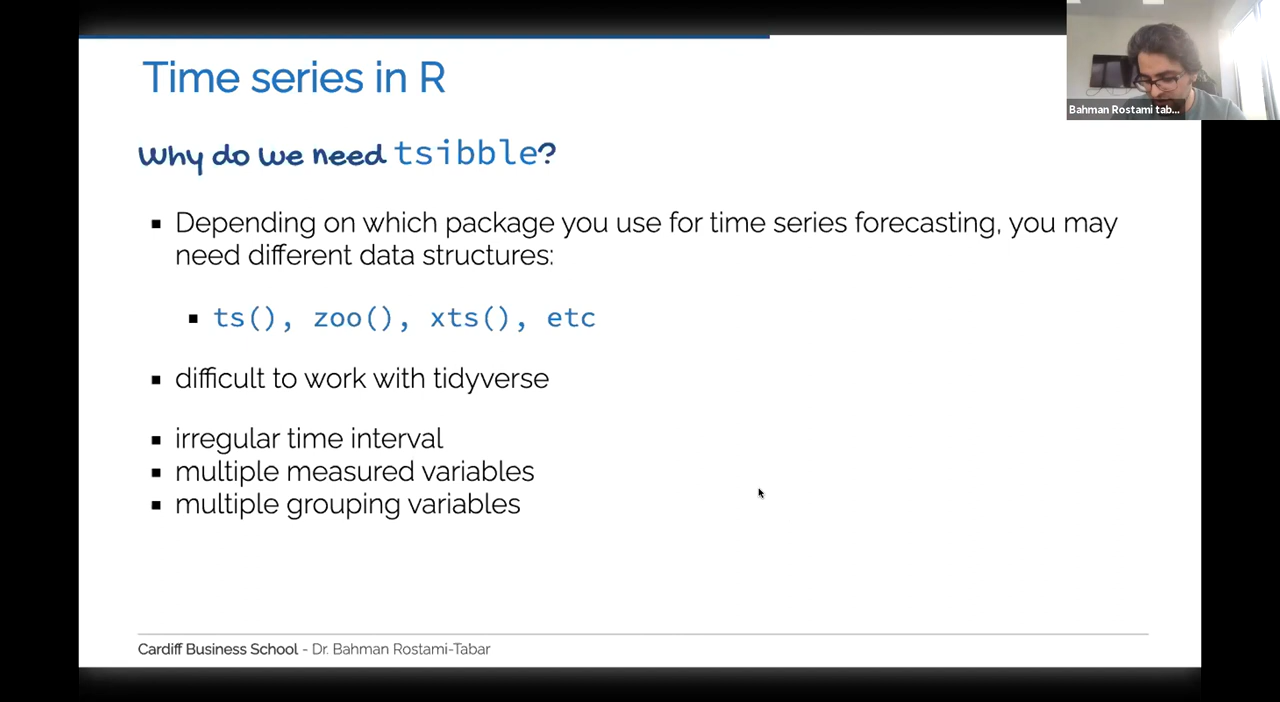 Time series in R
Bahman Rostami tab...
Why do we need tsibble?
▪ Depending on which package you use for time series forecasting, you may
need different data structures:
▪ ts(), zoo(), xts(), etc
▪ difficult to work with tidyverse
▪ irregular time interval
▪ multiple measured variables
▪ multiple grouping variables
Cardiff Business School - Dr. Bahman Rostami-Tabar